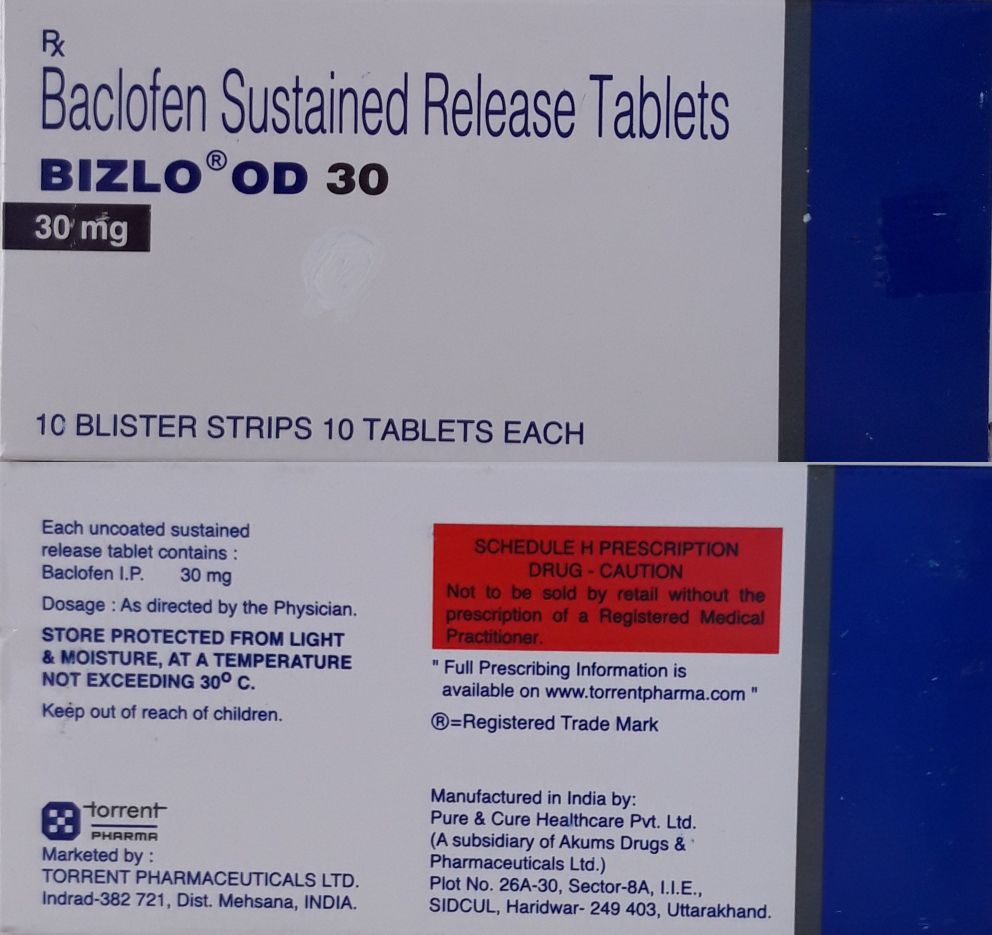 Rx
Baclofen Sustained Release Tablets
BIZLO® OD 30
30 mg
10 BLISTER STRIPS 10 TABLETS EACH
Each uncoated sustained
release tablet contains :
Baclofen I.P. 30 mg
Dosage : As directed by the Physician.
STORE PROTECTED FROM LIGHT
& MOISTURE, AT A TEMPERATURE
NOT EXCEEDING 30⁰ C.
Keep out of reach of children.
torrent
PHARMA
Marketed by :
TORRENT PHARMACEUTICALS LTD.
Indrad-382 721, Dist. Mehsana, INDIA.
SCHEDULE H PRESCRIPTION
DRUG - CAUTION
Not to be sold by retail without the
prescription of a Registered Medical
Practitioner.
" Full Prescribing Information is
available on www.torrentpharma.com "
®=Registered Trade Mark
Manufactured in India by:
Pure & Cure Healthcare Pvt. Ltd.
(A subsidiary of Akums Drugs &
Pharmaceuticals Ltd.)
Plot No. 26A-30, Sector-8A, I.I.E.,
SIDCUL, Haridwar- 249 403, Uttarakhand.